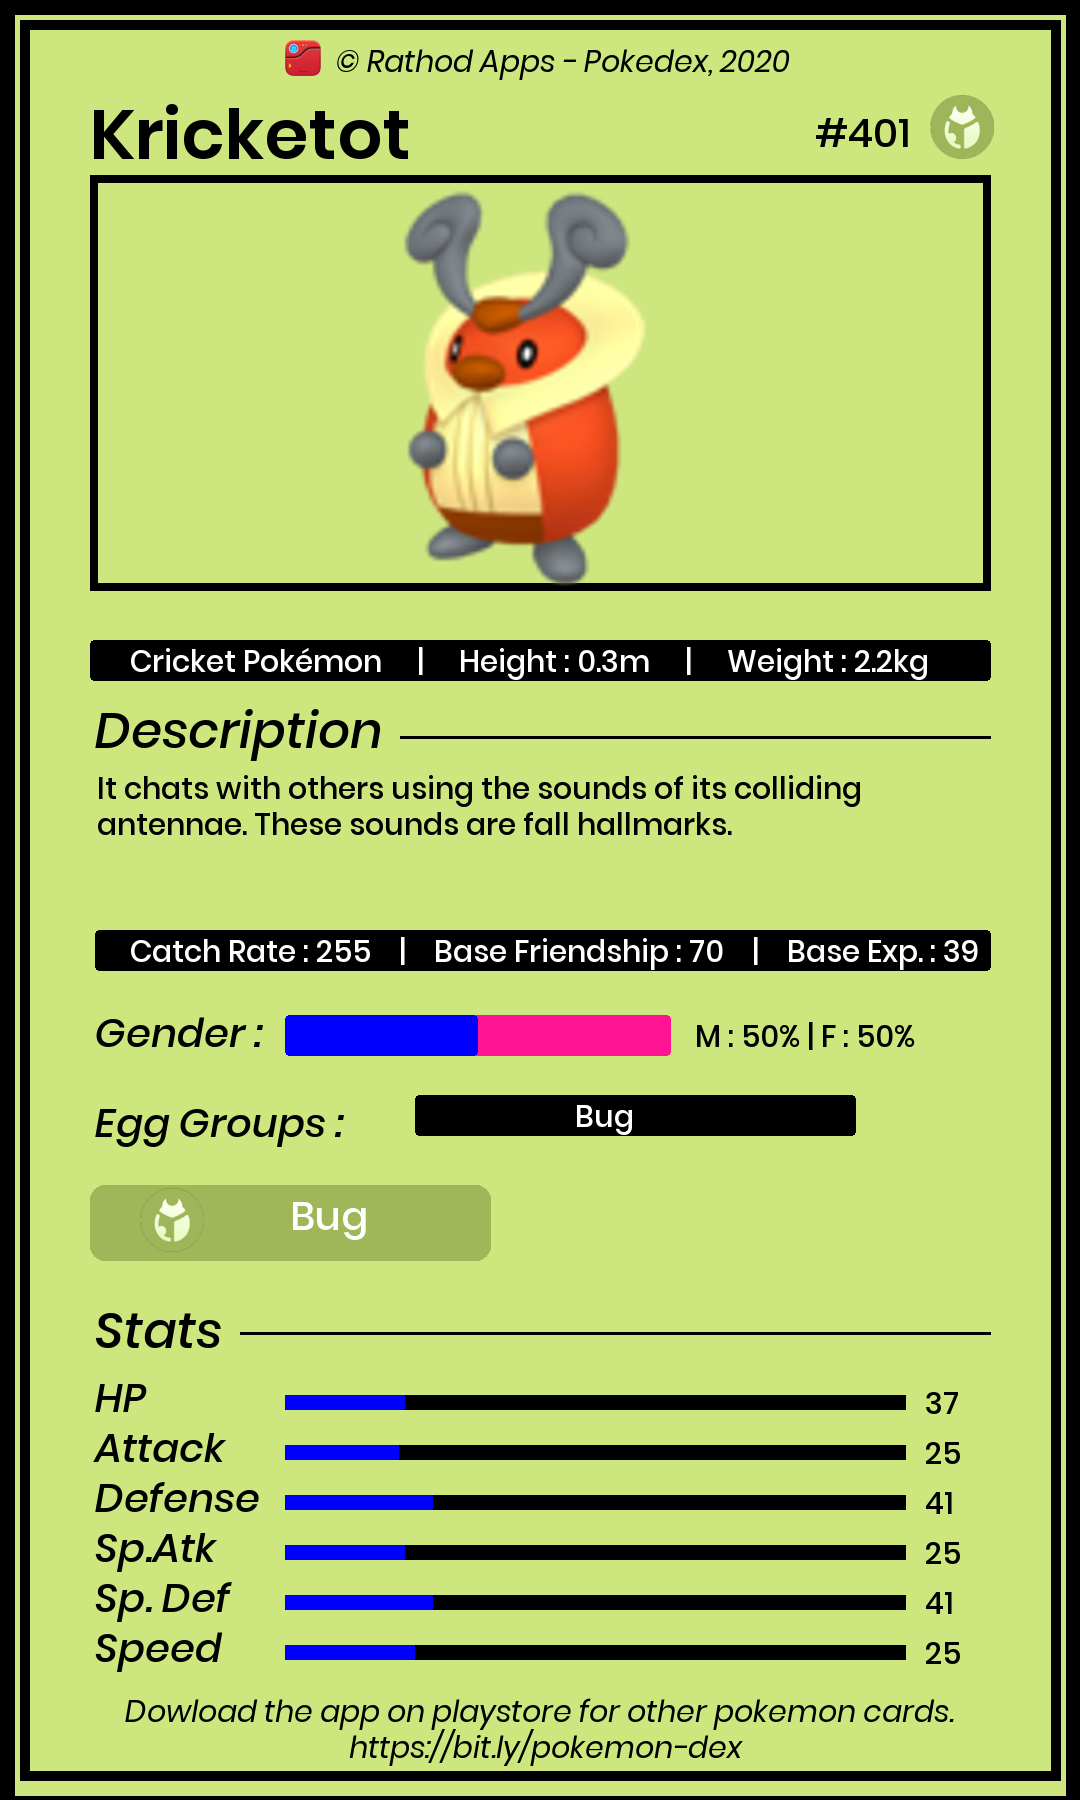 © Rathod Apps - Pokedex, 2020
Kricketot
#401
Cricket Pokémon | Height : 0.3m | Weight : 2.2kg
Description
It chats with others using the sounds of its colliding
antennae. These sounds are fall hallmarks.
Catch Rate : 255 | Base Friendship : 70 | Base Exp. : 39
Gender : M : 50% | F : 50%
Egg Groups : Bug
Bug
Stats
HP 37
Attack 25
Defense 41
Sp.Atk 25
Sp. Def 41
Speed 25
Dowload the app on playstore for other pokemon cards.
https://bit.ly/pokemon-dex